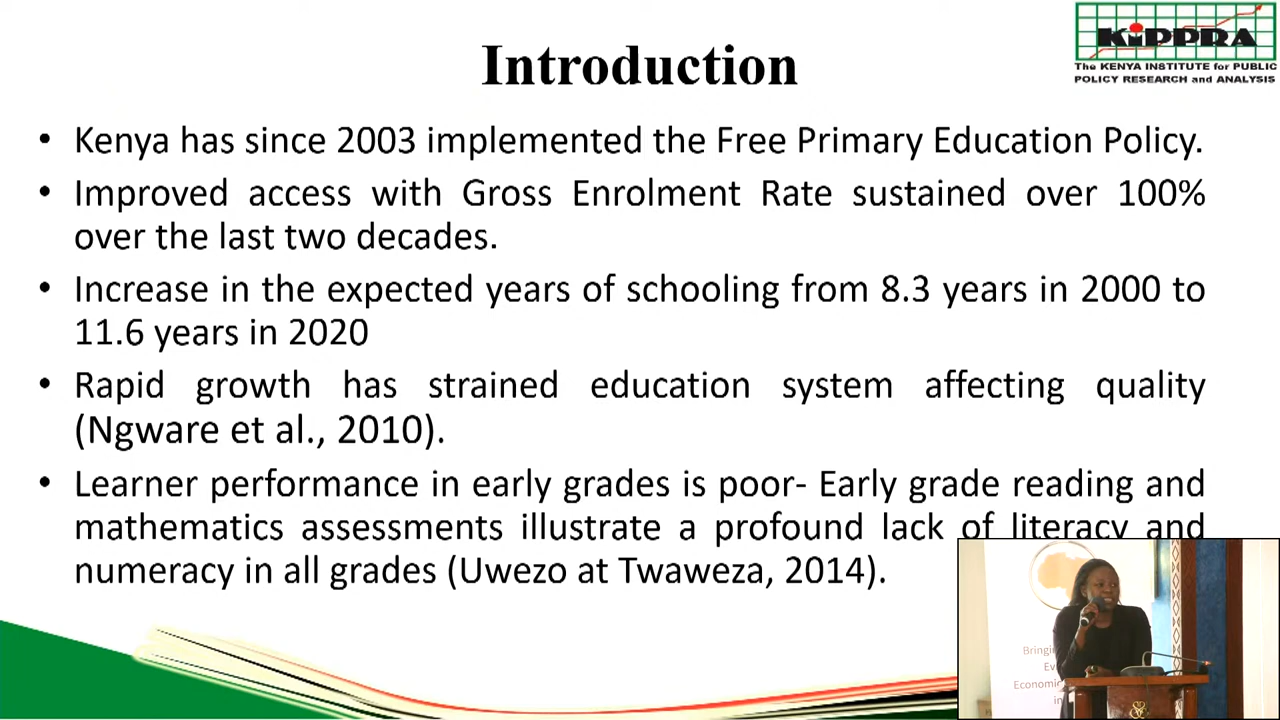 Introduction
KIPPRA
The KENYA INSTITUTE for PUBLIC
POLICY RESEARCH and ANALYSIS
• Kenya has since 2003 implemented the Free Primary Education Policy.
• Improved access with Gross Enrolment Rate sustained over 100%
over the last two decades.
• Increase in the expected years of schooling from 8.3 years in 2000 to
11.6 years in 2020
• Rapid growth has strained education system affecting quality
(Ngware et al., 2010).
• Learner performance in early grades is poor- Early grade reading and
mathematics assessments illustrate a profound lack of literacy and
numeracy in all grades (Uwezo at Twaweza, 2014).
Economic
in